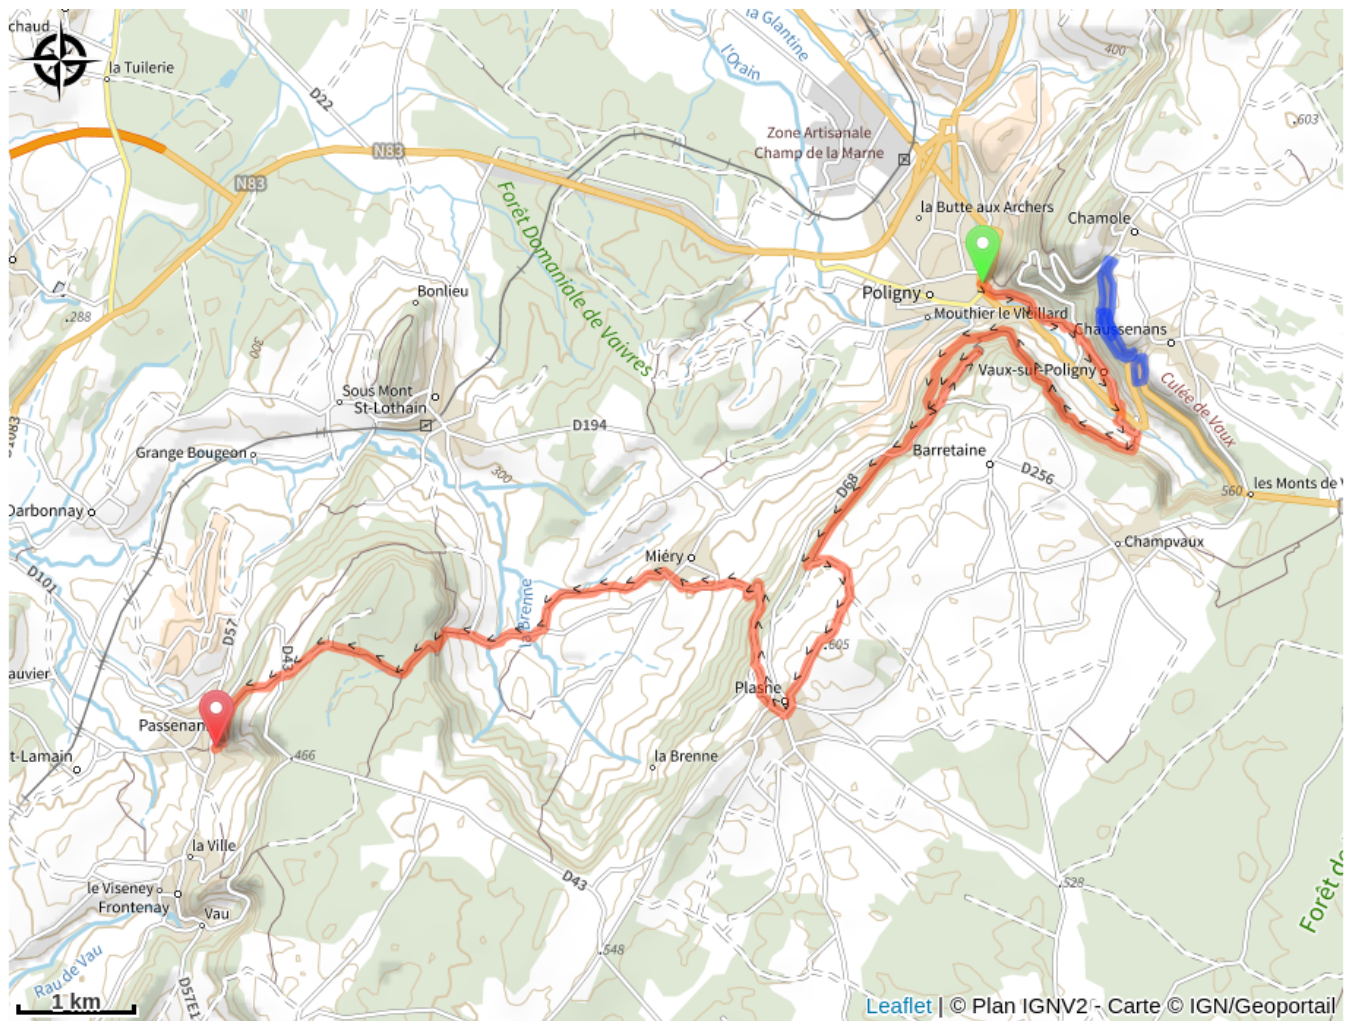 chaud
la Tuilerie
la Glantine
l'Orain
400
D22
Zone Artisanale
Champ de la Marne
.603
N83
N83
la Butte aux Archers
Chamole
Forêt Domaniale de Vaivres
Bonlieu
Poligny
Mouthier le Vieillard
.288
300
Chaussenans
Vaux-sur-Poligny
Culée de Vaux
Sous Mont
St-Lothain
D194
Grange Bougeon
300
Barretaine
D256
D68
560
les Monts de V
Darbonnay
Champvaux
Miéry
D101
la Brenne
D57
D43
.605
auvier
Plasne
Passenan
t-Lamain
.466
la Brenne
la Ville
D43
.528
le Viseney
Frontenay
Vau
Forêt de
.548
Rau de Vau
D57E1
1 km
Leaflet | © Plan IGNV2 - Carte © IGN/Geoportail